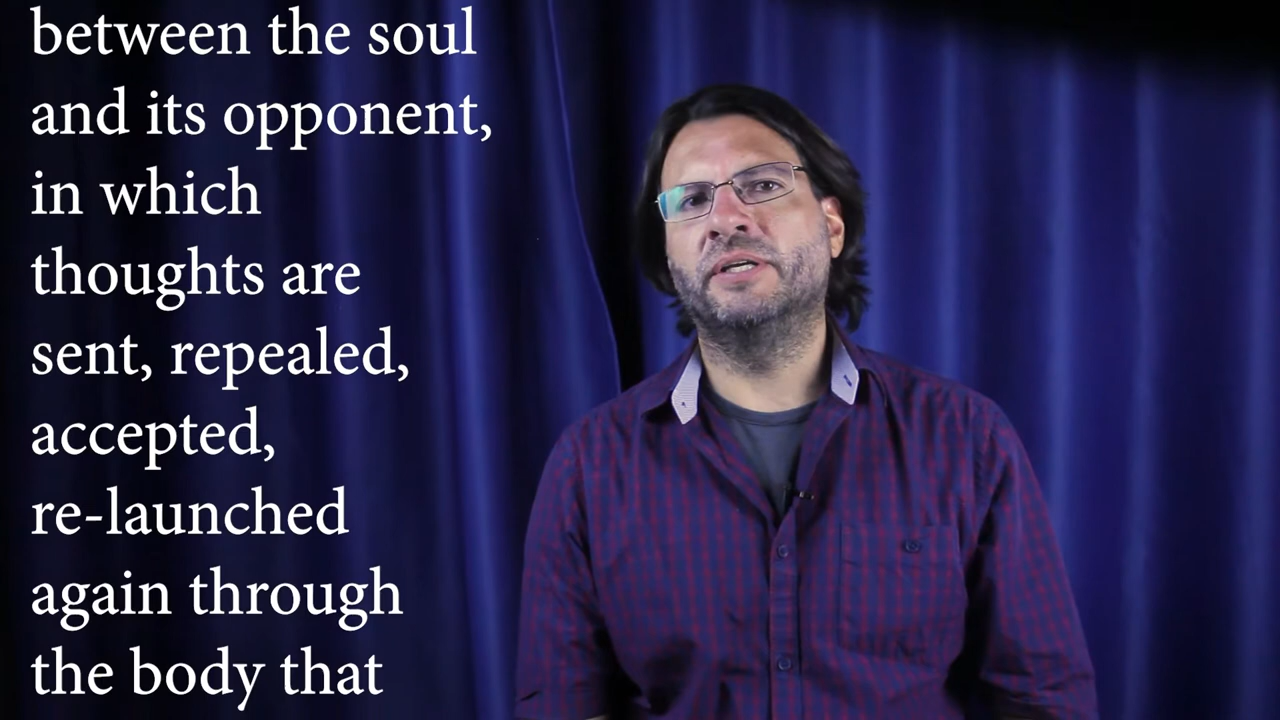 between the soul
and its opponent,
in which
thoughts are
sent, repealed,
accepted,
re-launched
again through
the body that